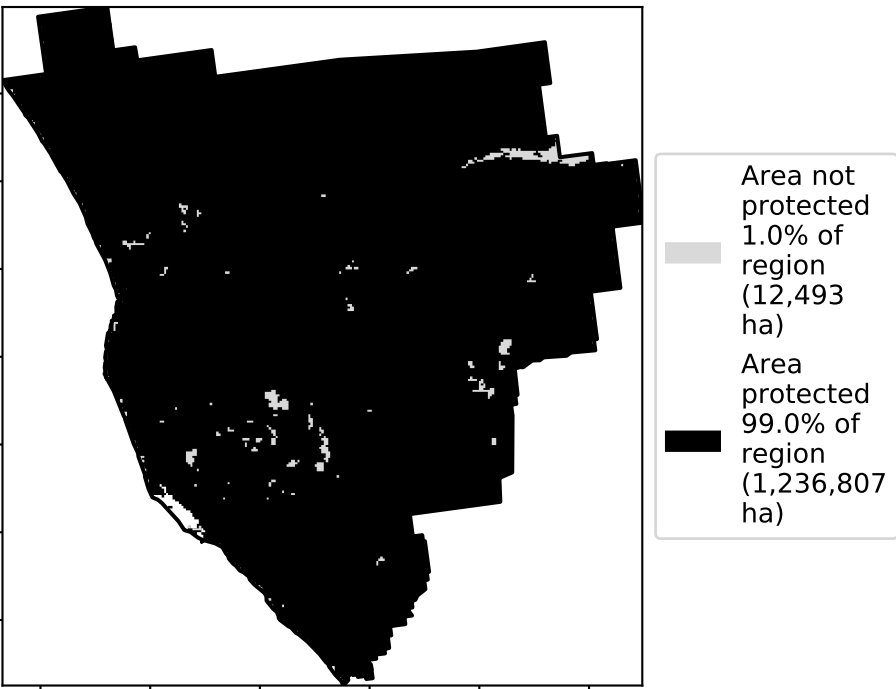 Area not
protected
1.0% of
region
(12,493
ha)
Area
protected
99.0% of
region
(1,236,807
ha)